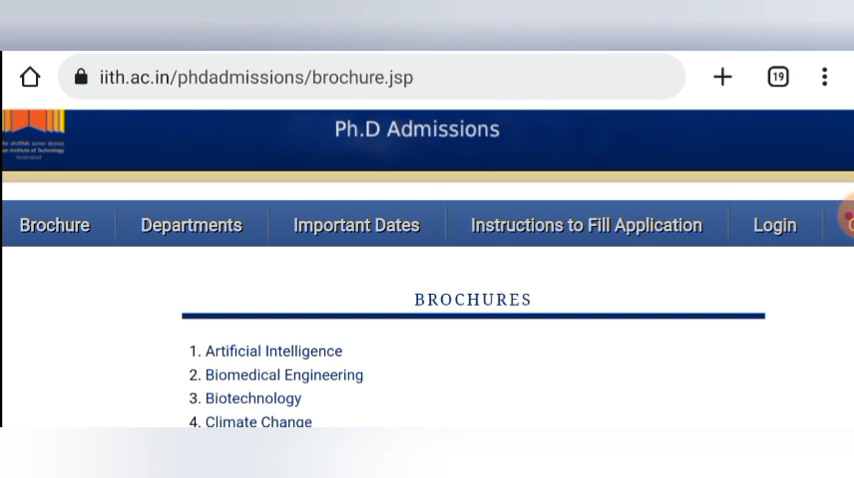 iith.ac.in/phdadmissions/brochure.jsp
19
Ph.D Admissions
Brochure
Departments
Important Dates
Instructions to Fill Application
Login
BROCHURES
1. Artificial Intelligence
2. Biomedical Engineering
3. Biotechnology
4. Climate Change